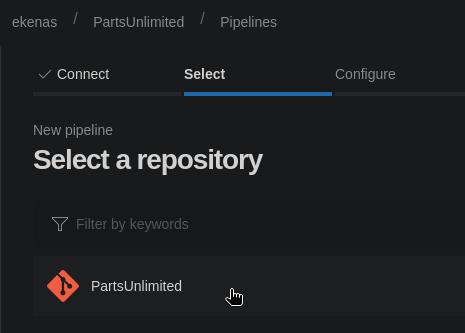 ekenas / PartsUnlimited / Pipelines
Connect Select Configure
New pipeline
Select a repository
Filter by keywords
PartsUnlimited